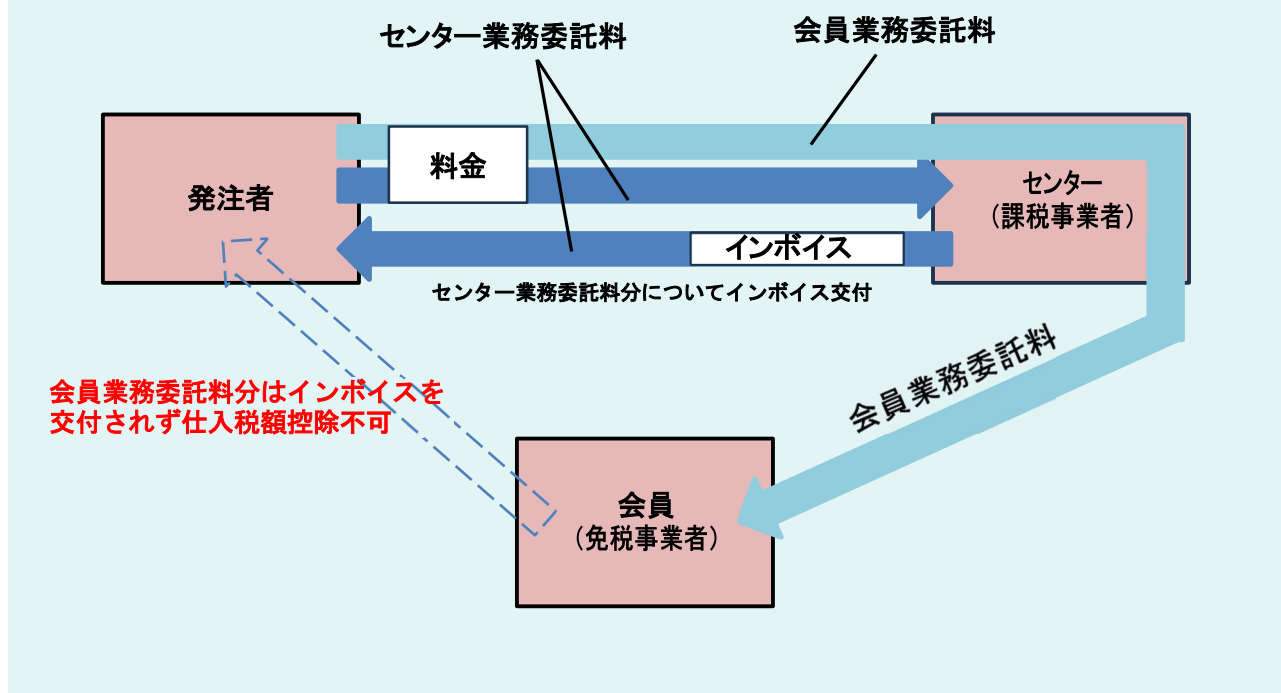 センター業務委託料
会員業務委託料
料金
発注者
センター
（課税事業者）
インボイス
センター業務委託料分についてインボイス交付
会員業務委託料
会員業務委託料分はインボイスを
交付されず仕入税額控除不可
会員
（免税事業者）